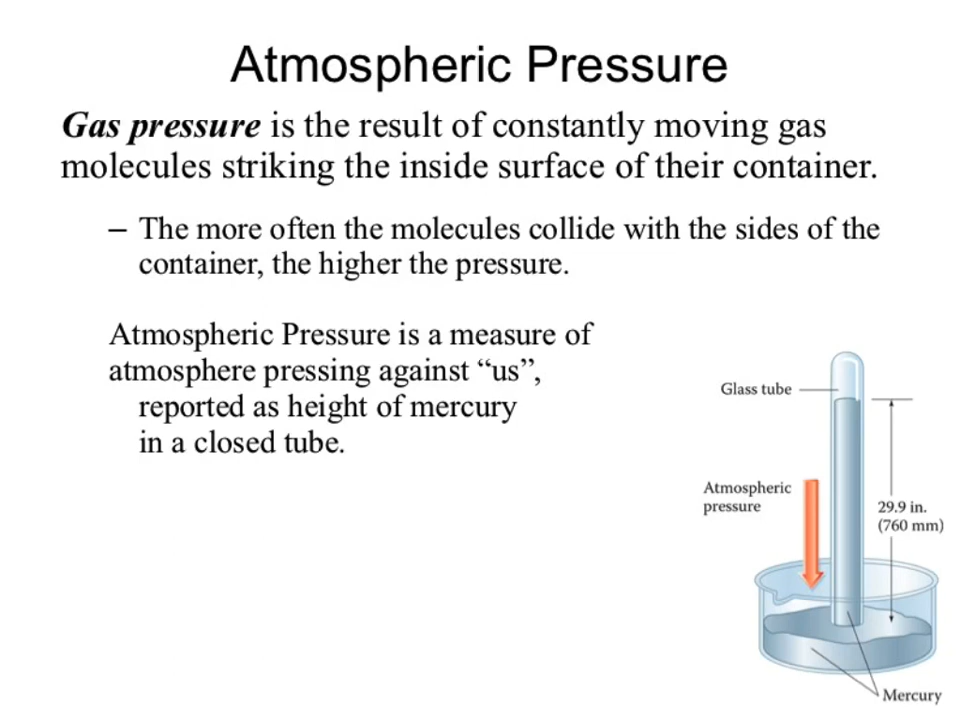 Atmospheric Pressure
Gas pressure is the result of constantly moving gas
molecules striking the inside surface of their container.
– The more often the molecules collide with the sides of the
container, the higher the pressure.
Atmospheric Pressure is a measure of
atmosphere pressing against “us”,
reported as height of mercury
in a closed tube.
Glass tube
Atmospheric
pressure
29.9 in.
(760 mm)
Mercury